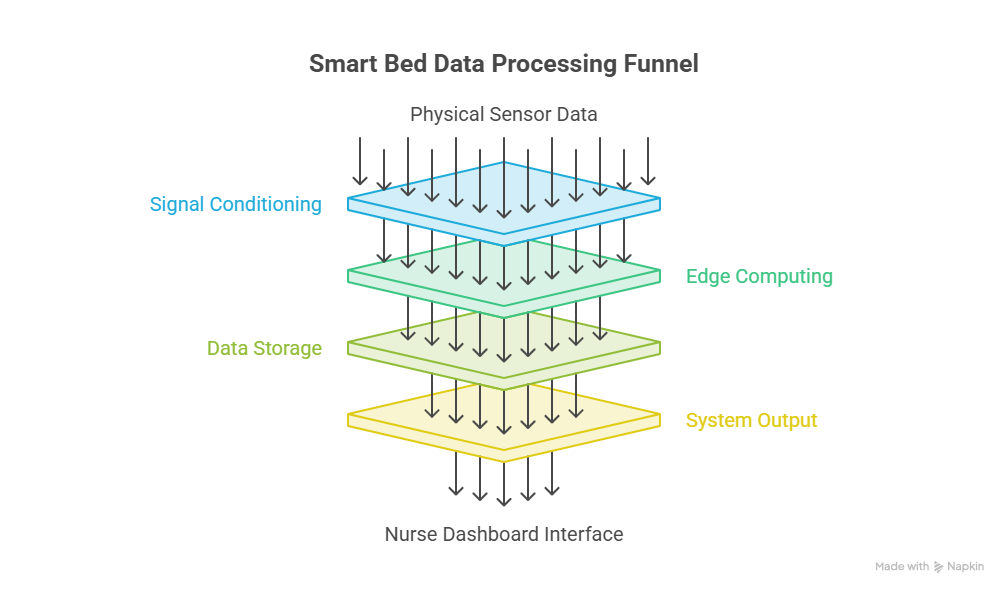 Smart Bed Data Processing Funnel
Physical Sensor Data
Signal Conditioning
Edge Computing
Data Storage
System Output
Nurse Dashboard Interface
Made with Napkin